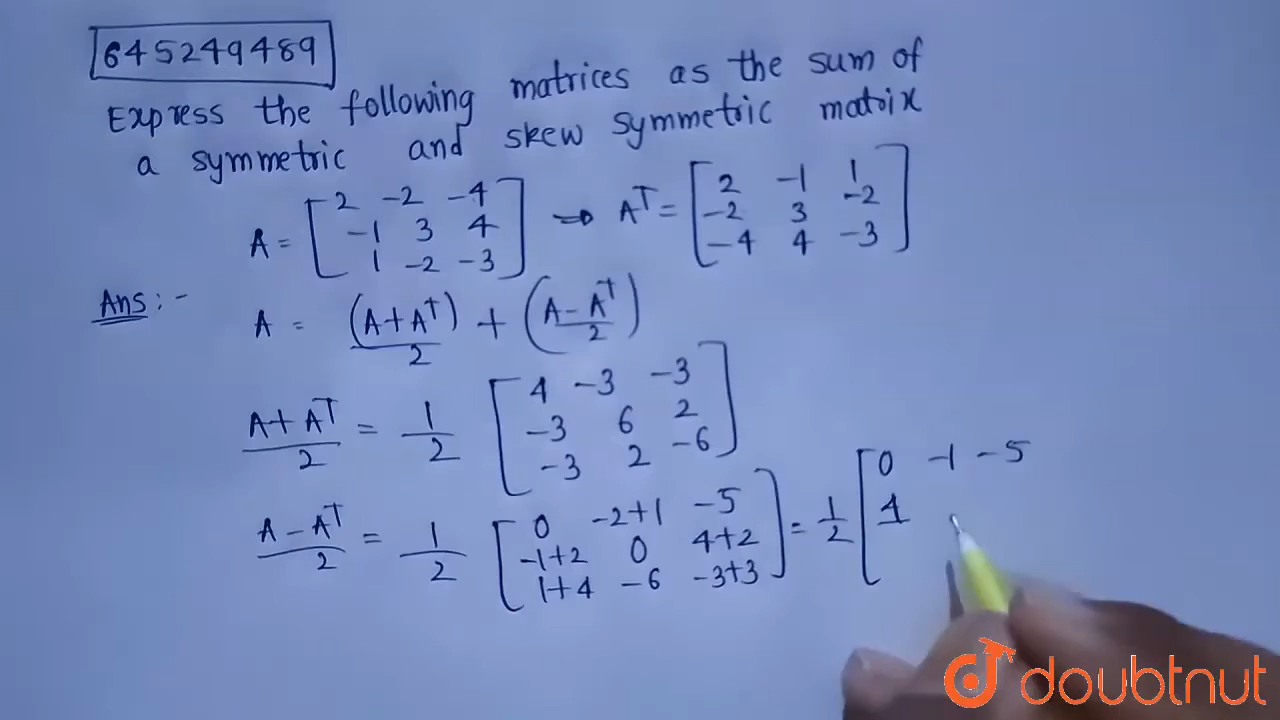 645249489
Express the following matrices as the sum of
a symmetric and skew symmetric matrix
A = [ 2 -2 -4 ⇒ A^T = [ 2 -1 1
-1 3 4 -2 3 -2
1 -2 -3 ] -4 4 -3 ]
Ans :- A = (A+A^T)/2 + (A-A^T/2)
A+A^T/2 = 1/2 [ 4 -3 -3
-3 6 2
-3 2 -6 ]
A-A^T/2 = 1/2 [ 0 -2+1 -5 = 1/2 [ 0 -1 -5
-1+2 0 4+2 1
1+4 -6 -3+3 ]
doubtnut